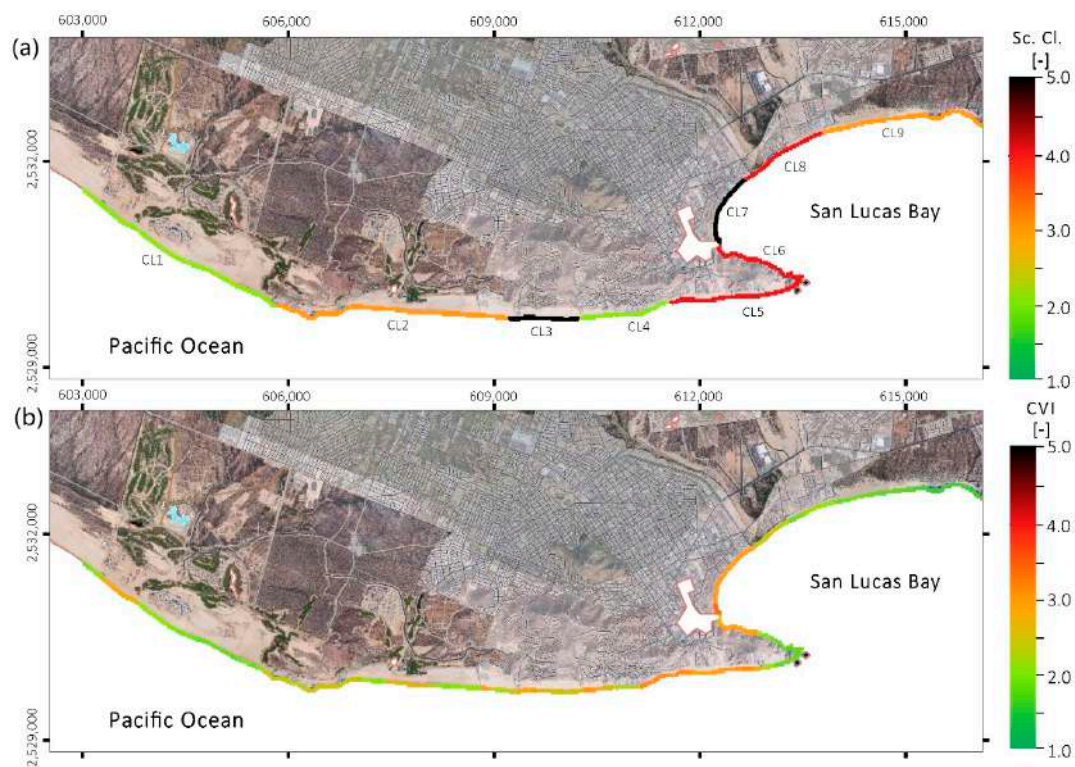 603,000 606,000 609,000 612,000 615,000
(a)
Sc. Cl.
[-]
5.0
4.0
3.0
2.0
1.0
2,532,000
2,529,000
CL1
CL2
CL3
CL4
CL5
CL6
CL7
CL8
CL9
San Lucas Bay
Pacific Ocean
603,000 606,000 609,000 612,000 615,000
(b)
CVI
[-]
5.0
4.0
3.0
2.0
1.0
2,532,000
2,529,000
San Lucas Bay
Pacific Ocean